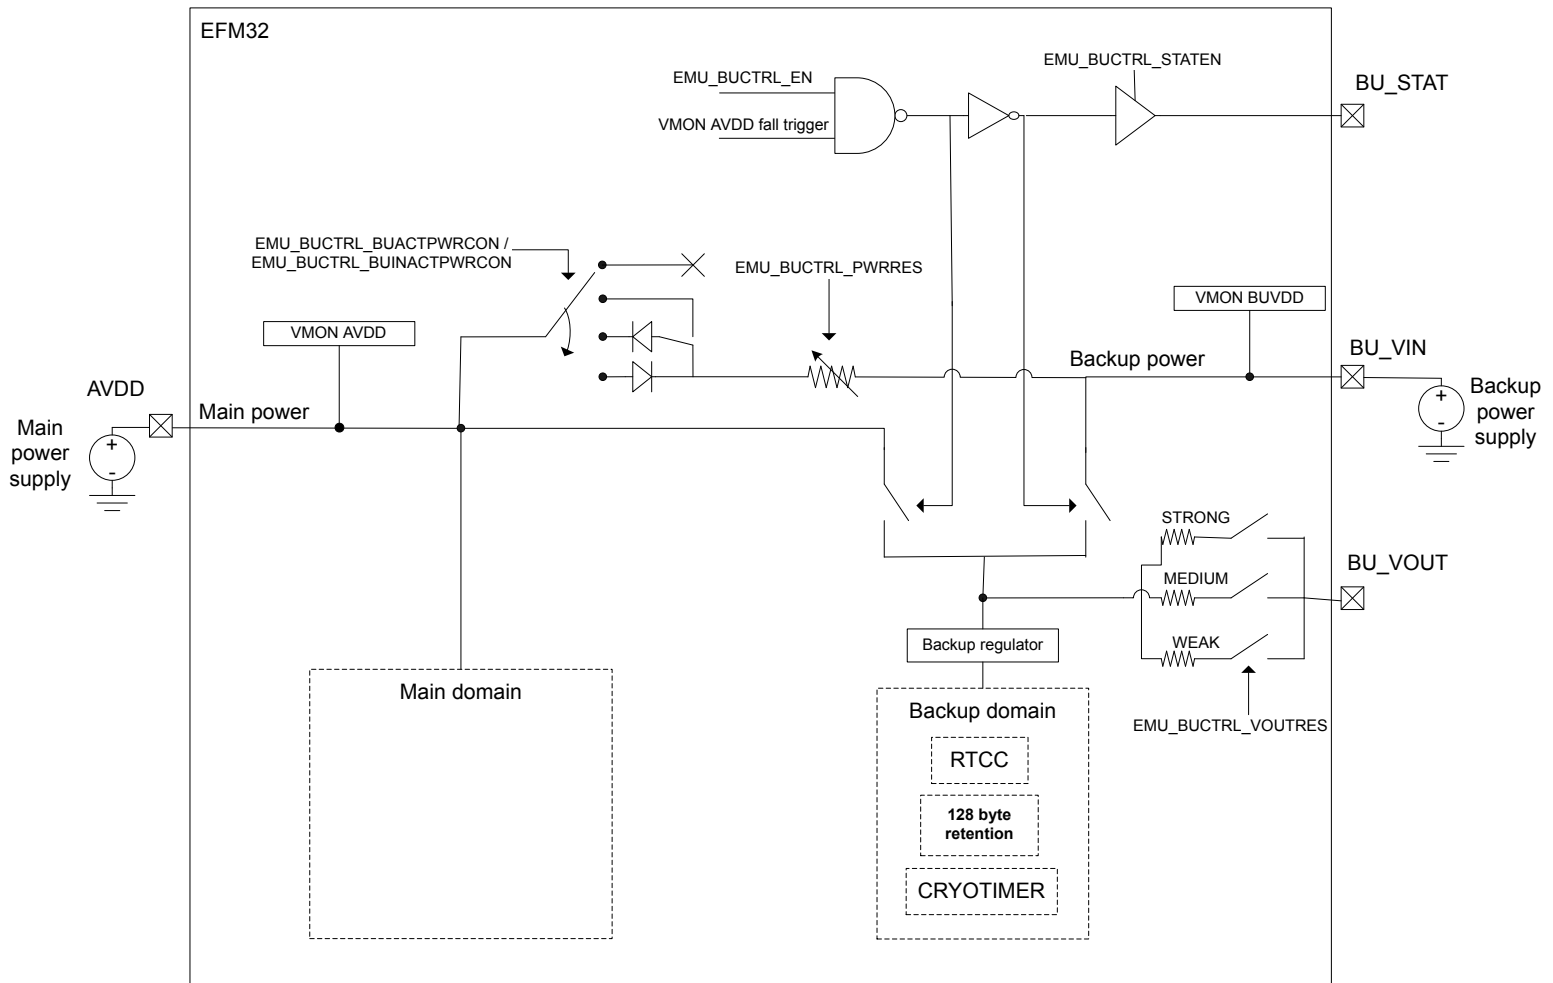 EFM32
EMU_BUCTRL_STATEN
EMU_BUCTRL_EN
BU_STAT
VMON AVDD fall trigger
EMU_BUCTRL_BUACTPWRCON /
EMU_BUCTRL_BUINACTPWRCON
EMU_BUCTRL_PWRRES
VMON BUVDD
VMON AVDD
Backup power
BU_VIN
AVDD
Main power
Main
power
supply
+
-
Backup
power
supply
+
-
STRONG
MEDIUM
WEAK
BU_VOUT
Backup regulator
EMU_BUCTRL_VOUTRES
Main domain
Backup domain
RTCC
128 byte
retention
CRYOTIMER